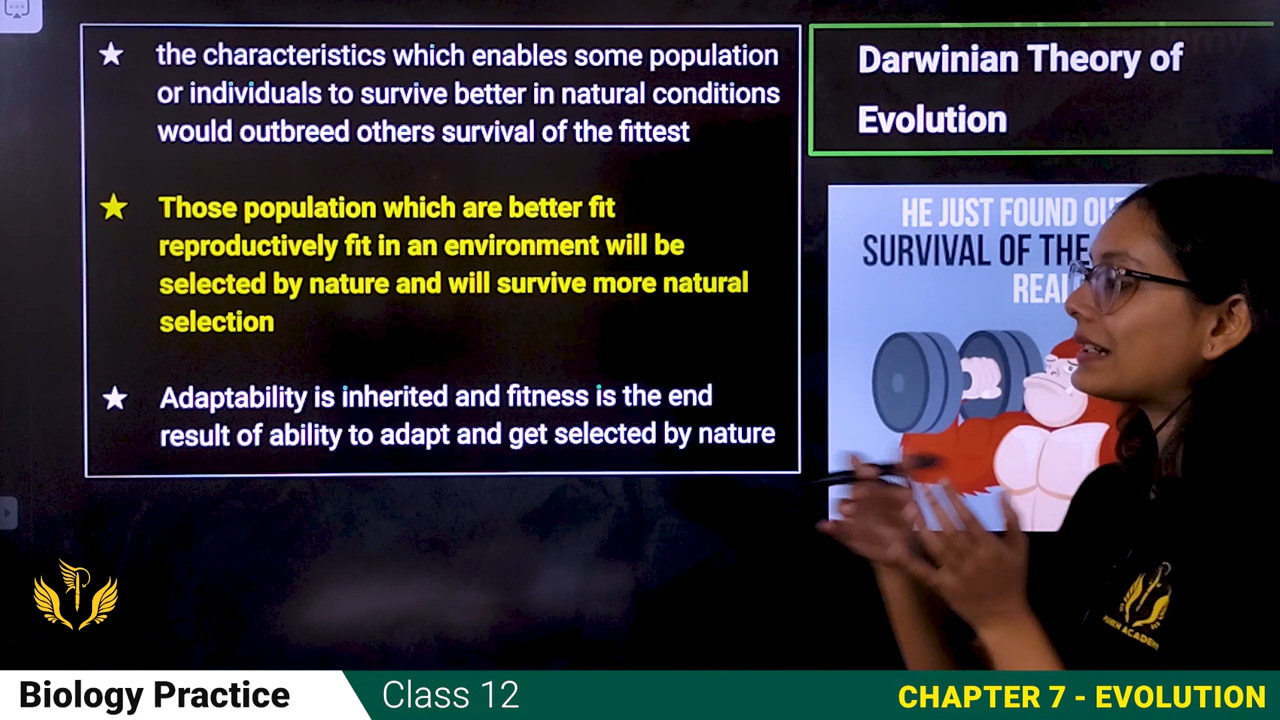 the characteristics which enables some population
or individuals to survive better in natural conditions
would outbreed others survival of the fittest
Those population which are better fit
reproductively fit in an environment will be
selected by nature and will survive more natural
selection
Adaptability is inherited and fitness is the end
result of ability to adapt and get selected by nature
Darwinian Theory of
Evolution
HE JUST FOUND
SURVIVAL OF THE
Biology Practice
Class 12
CHAPTER 7 - EVOLUTION